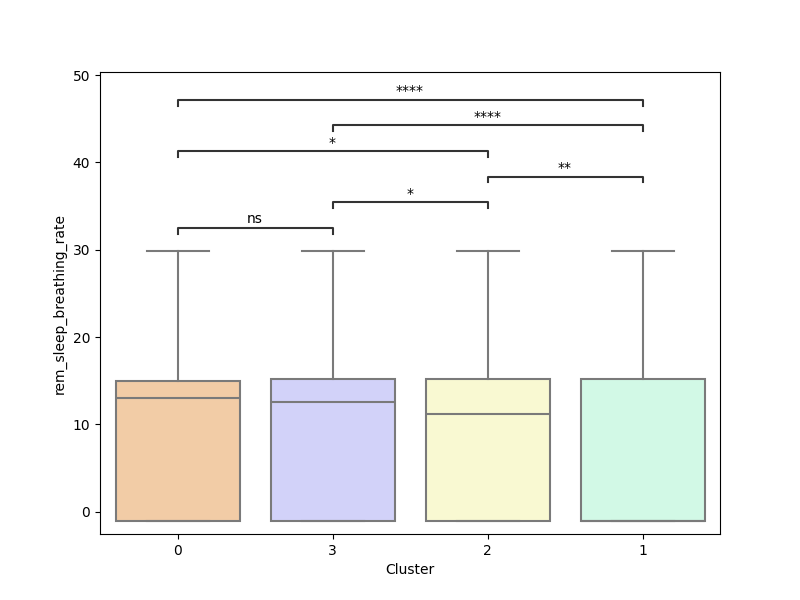 50
****
****
*
40
**
*
ns
30
rem_sleep_breathing_rate
20
10
0
0 3 2 1
Cluster